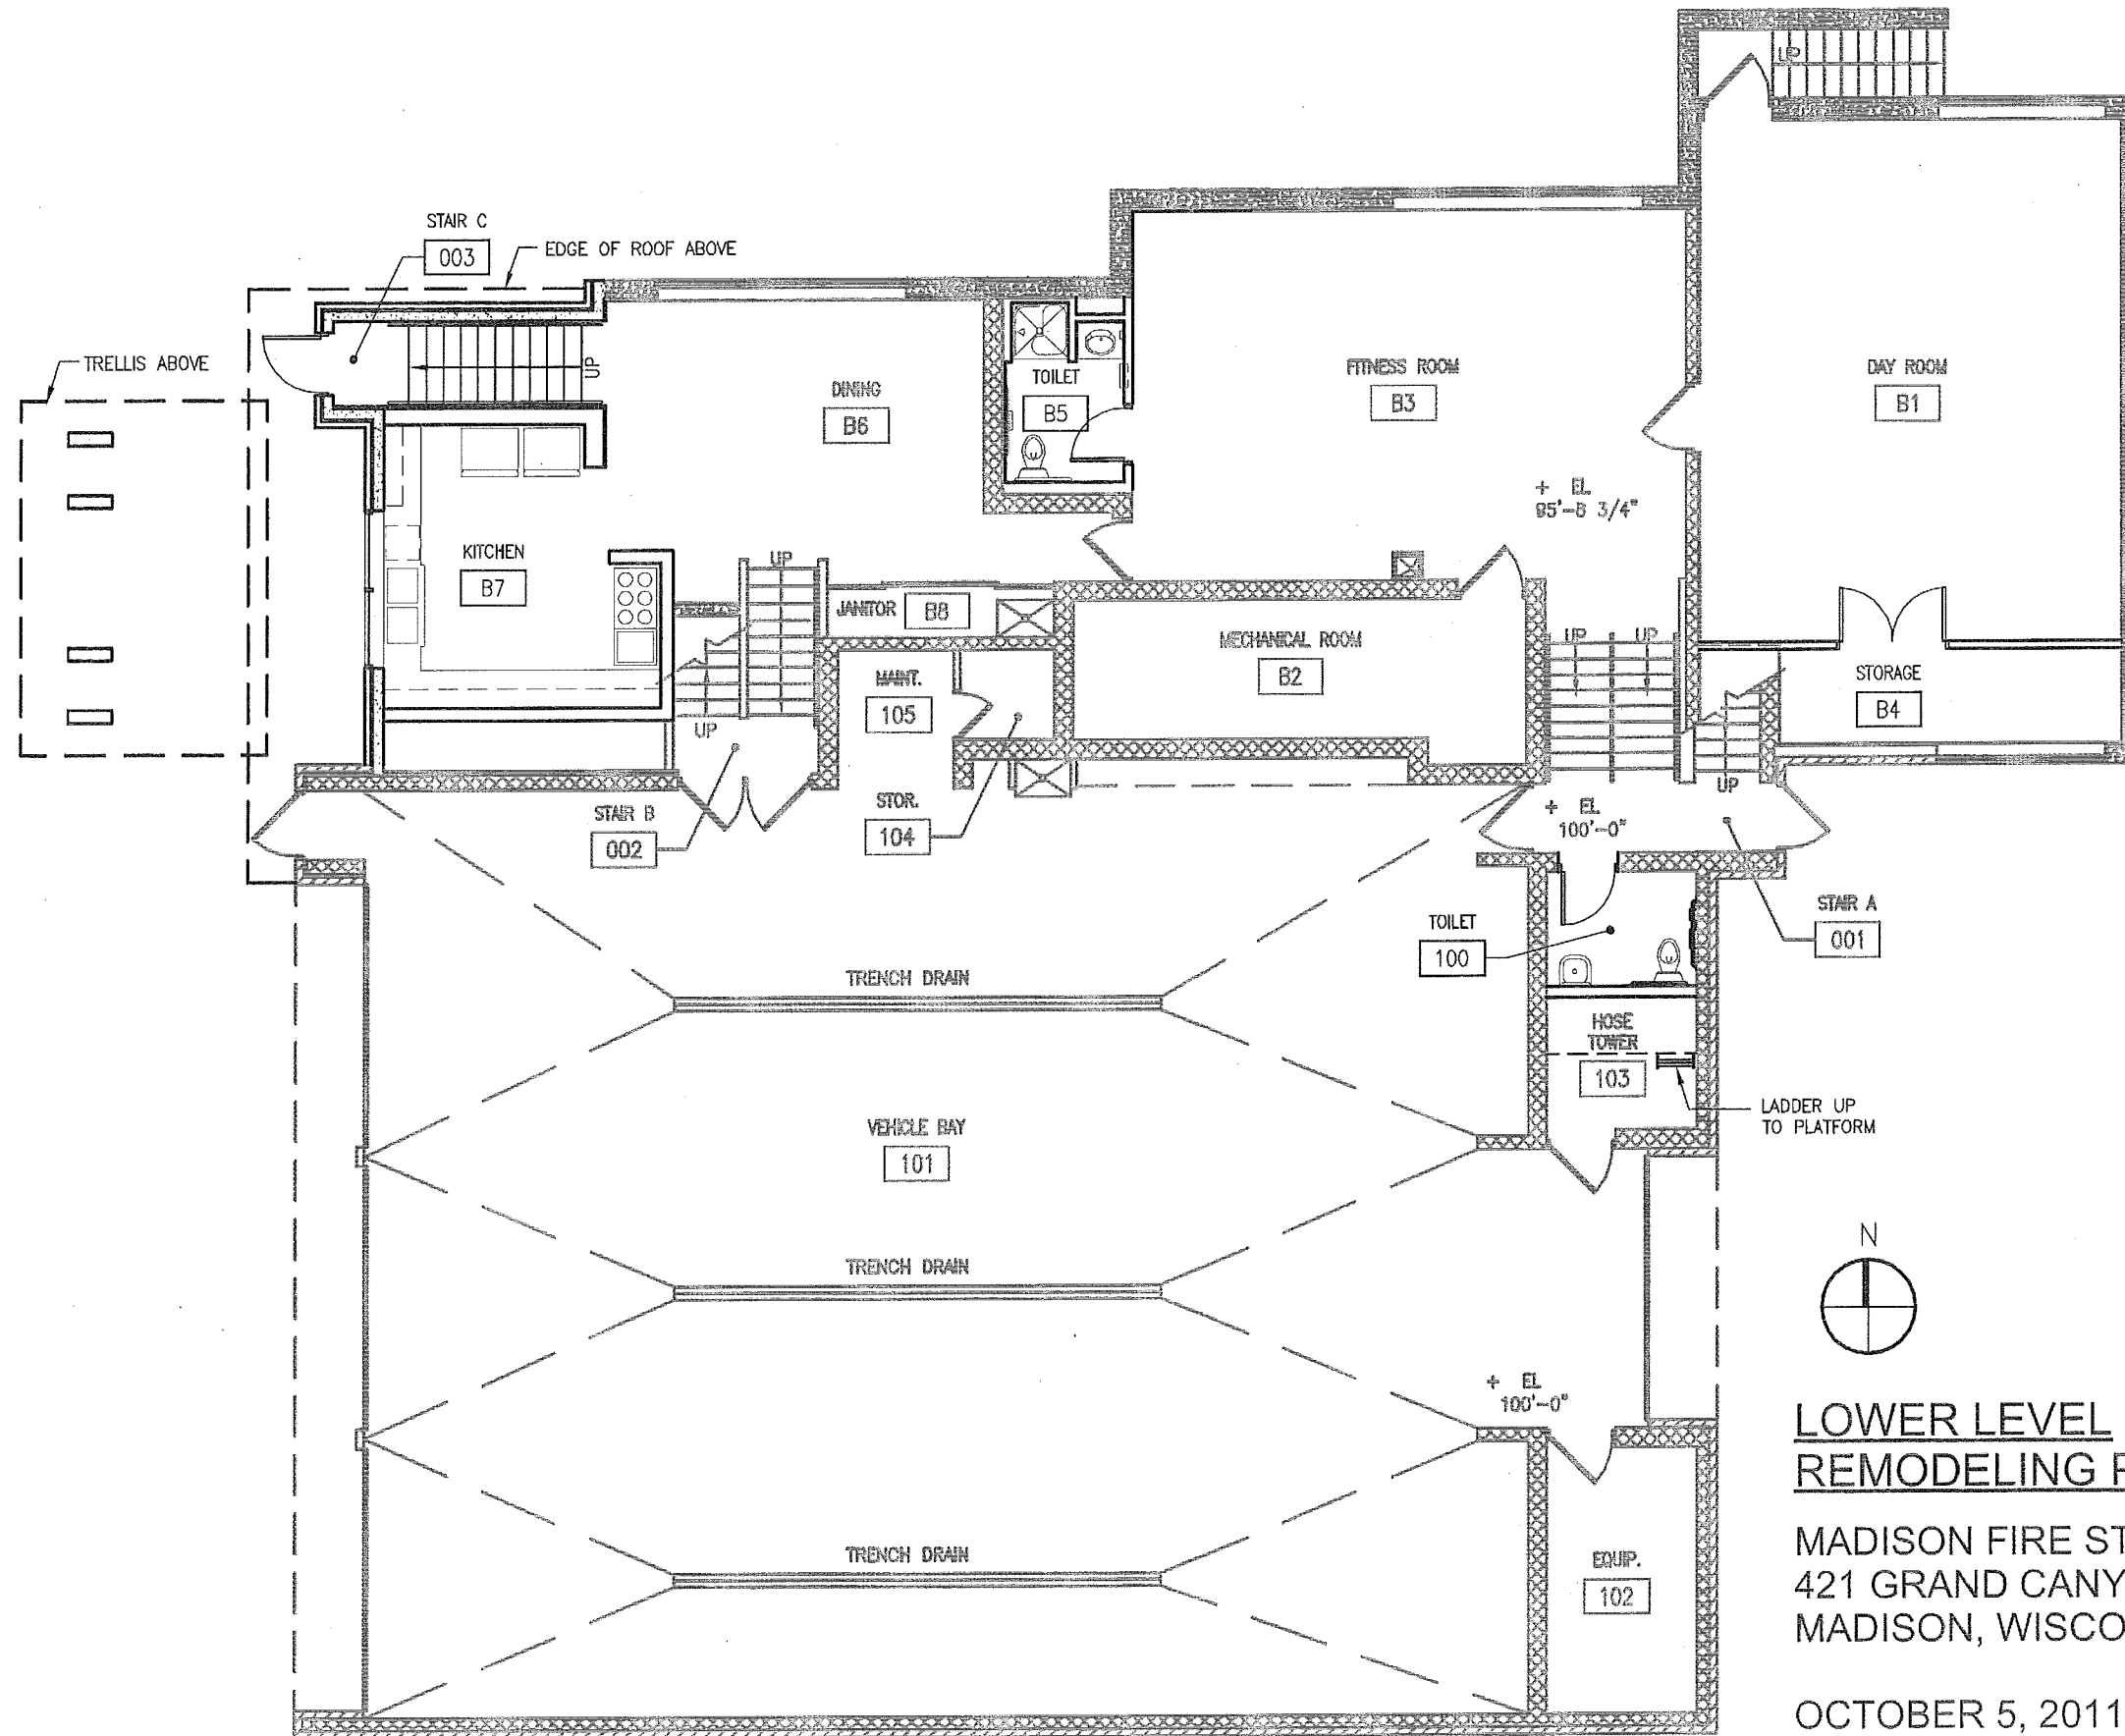 UP
STAIR C
003
EDGE OF ROOF ABOVE
TRELLIS ABOVE
UP
DINING
B6
TOILET
B5
FITNESS ROOM
B3
DAY ROOM
B1
+ EL
95'-8 3/4"
KITCHEN
B7
UP
JANITOR
B8
MECHANICAL ROOM
B2
UP
UP
STORAGE
B4
MAINT.
105
UP
UP
STAIR B
002
STOR.
104
+ EL
100'-0"
TOILET
100
STAIR A
001
TRENCH DRAIN
HOSE
TOWER
103
LADDER UP
TO PLATFORM
VEHICLE BAY
101
N
TRENCH DRAIN
+ EL
100'-0"
LOWER LEVEL
REMODELING P
TRENCH DRAIN
EQUIP.
102
MADISON FIRE ST
421 GRAND CANY
MADISON, WISCO
OCTOBER 5, 2011